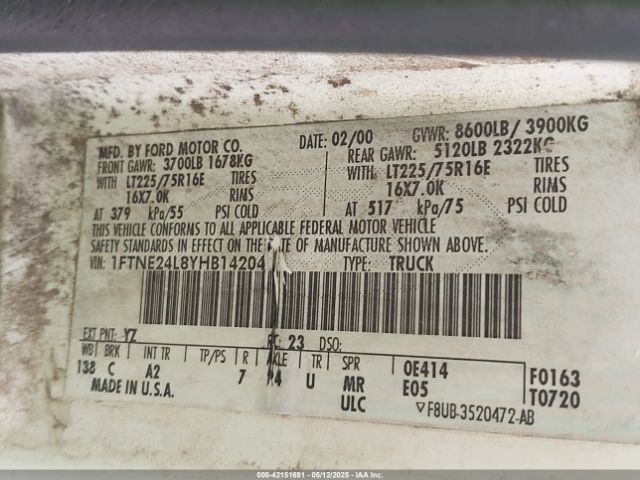 MFD. BY FORD MOTOR CO. DATE: 02/00 GVWR: 8600LB/ 3900KG
FRONT GAWR: 3700LB 1678KG REAR GAWR: 5120LB 2322KG
WITH LT225/75R16E TIRES WITH LT225/75R16E TIRES
16X7.0K RIMS 16X7.0K RIMS
AT 379 kPa/55 PSI COLD AT 517 kPa/75 PSI COLD
THIS VEHICLE CONFORMS TO ALL APPLICABLE FEDERAL MOTOR VEHICLE
SAFETY STANDARDS IN EFFECT ON THE DATE OF MANUFACTURE SHOWN ABOVE.
VIN: 1FTNE24L8YHB14204 TYPE: TRUCK
EXT PNT: YZ RC: 23 DSO:
WB BRK INT TR TP/PS R AXLE TR SPR 0E414 F0163
138 C A2 7 U MR E05 T0720
MADE IN U.S.A. ULC ▽F8UB-3520472-AB
000-42151691 - 05/12/2025 - IAA Inc.